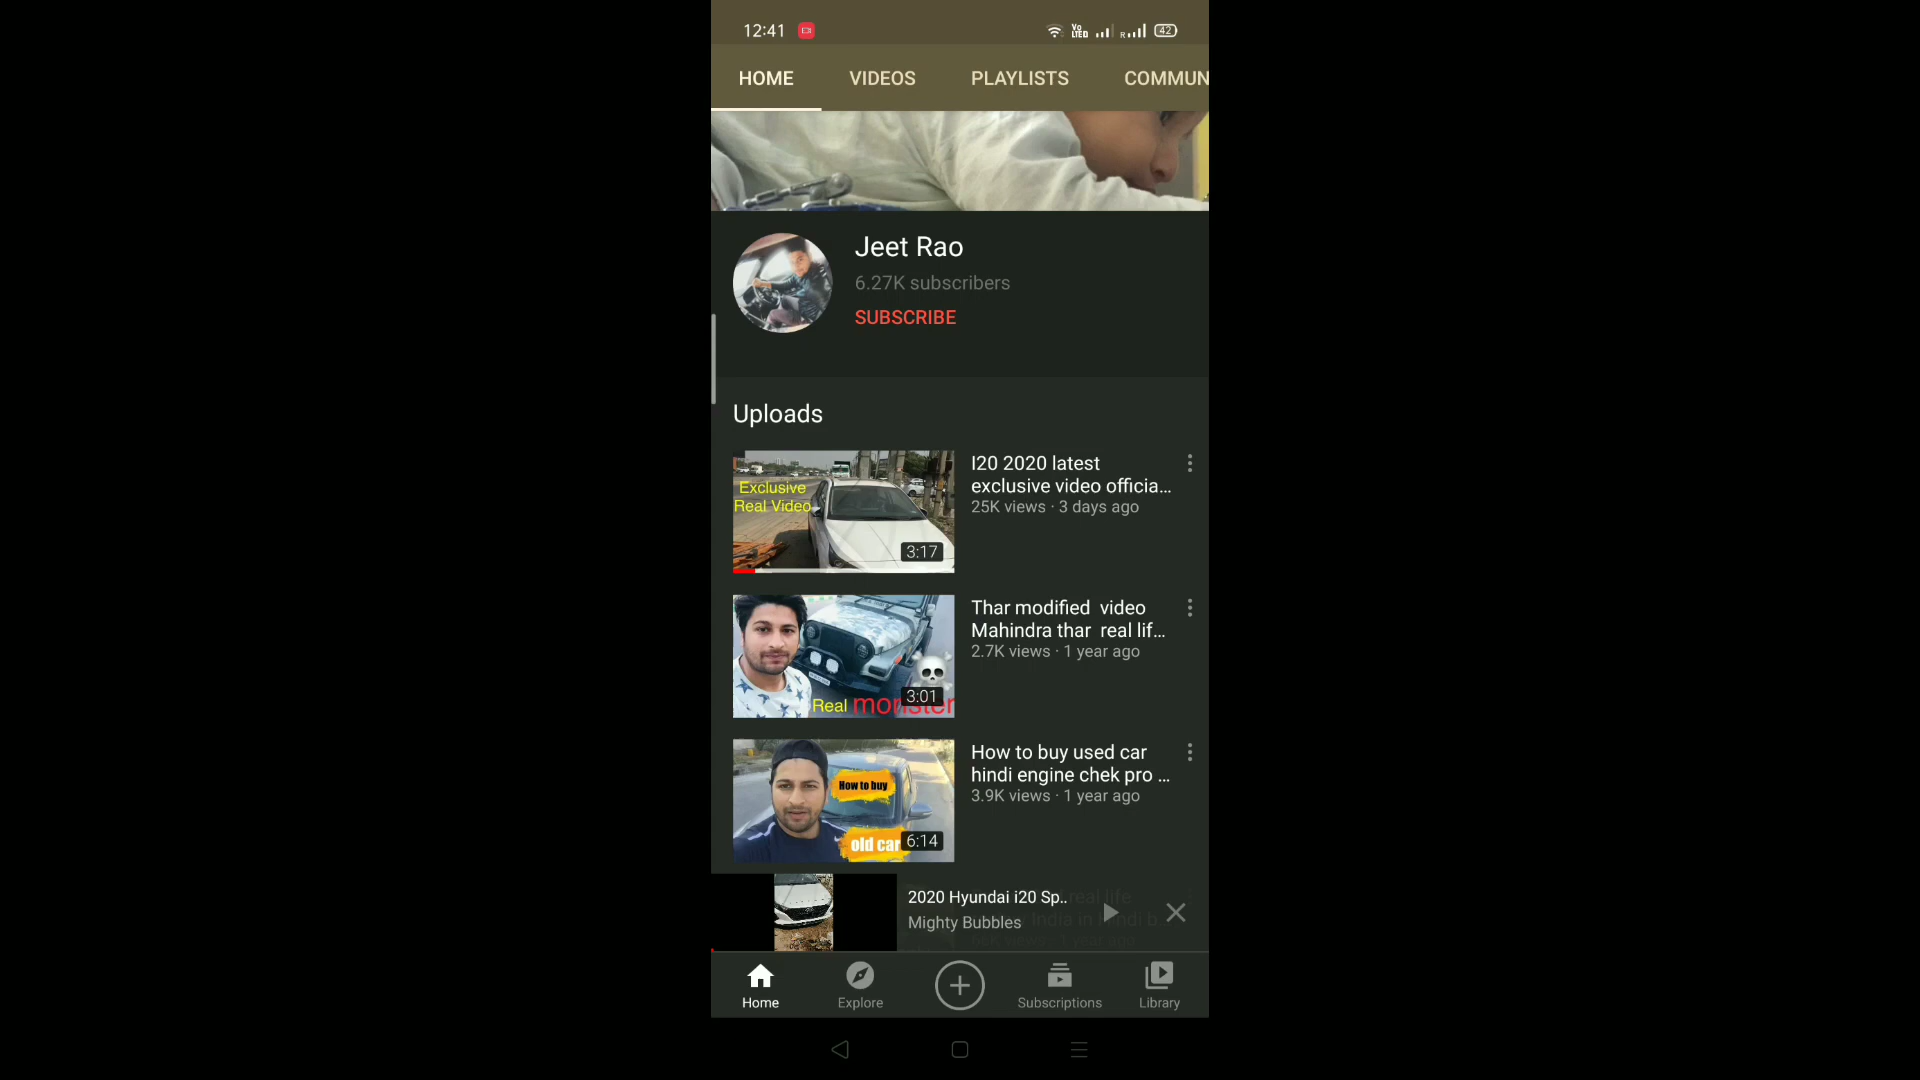 12:41
Vo
LTE
R
42
HOME VIDEOS PLAYLISTS COMMUN
Jeet Rao
6.27K subscribers
SUBSCRIBE
Uploads
Exclusive
Real Video
3:17
I20 2020 latest
exclusive video officia...
25K views · 3 days ago
Real monster
3:01
Thar modified video
Mahindra thar real lif...
2.7K views · 1 year ago
How to buy
old car
6:14
How to buy used car
hindi engine chek pro ...
3.9K views · 1 year ago
2020 Hyundai i20 Sp..
Mighty Bubbles
Home Explore Subscriptions Library